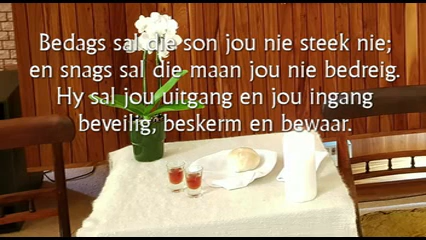 Bedags sal die son jou nie steek nie;
en snags sal die maan jou nie bedreig.
Hy sal jou uitgang en jou ingang
beveilig, beskerm en bewaar.